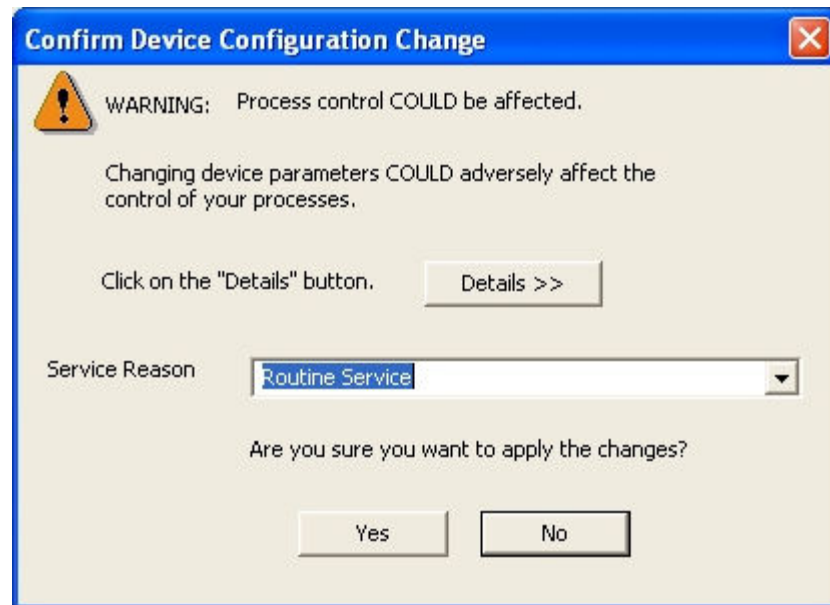 Confirm Device Configuration Change
WARNING: Process control COULD be affected.
Changing device parameters COULD adversely affect the
control of your processes.
Click on the "Details" button. Details >>
Service Reason Routine Service
Are you sure you want to apply the changes?
Yes No